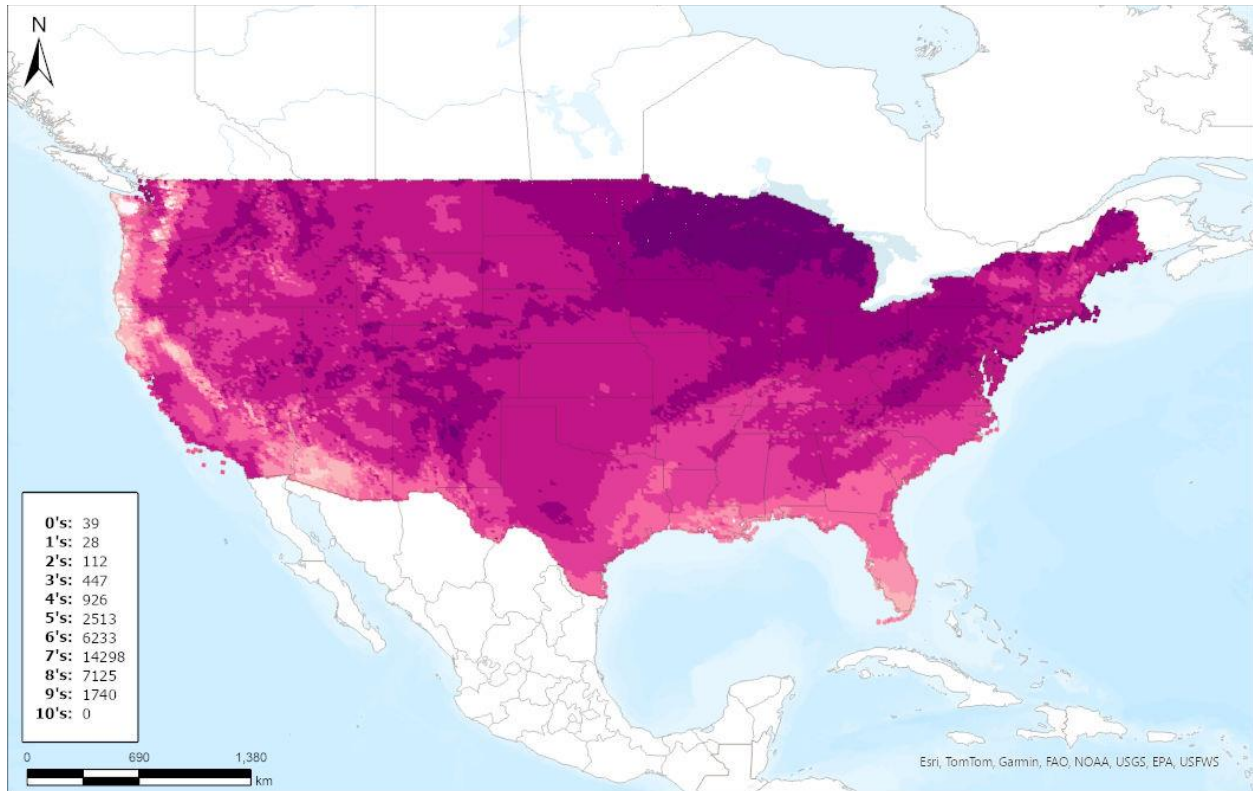 N
0's: 39
1's: 28
2's: 112
3's: 447
4's: 926
5's: 2513
6's: 6233
7's: 14298
8's: 7125
9's: 1740
10's: 0
0 690 1,380
km
Esri, TomTom, Garmin, FAO, NOAA, USGS, EPA, USFWS